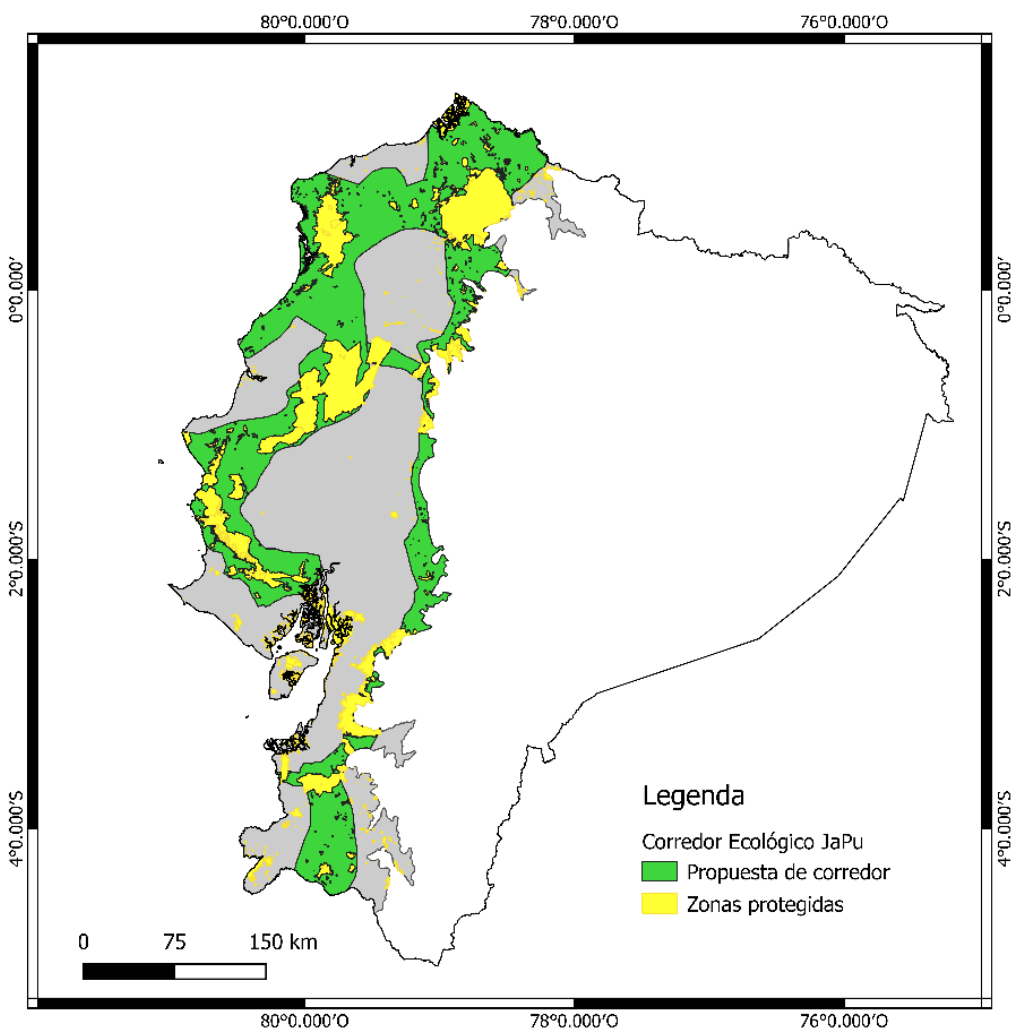 80°0.000'O 78°0.000'O 76°0.000'O
0°0.000' 0°0.000'
2°0.000'S 2°0.000'S
4°0.000'S 4°0.000'S
Legenda
Corredor Ecológico JaPu
Propuesta de corredor
Zonas protegidas
0 75 150 km
80°0.000'O 78°0.000'O 76°0.000'O